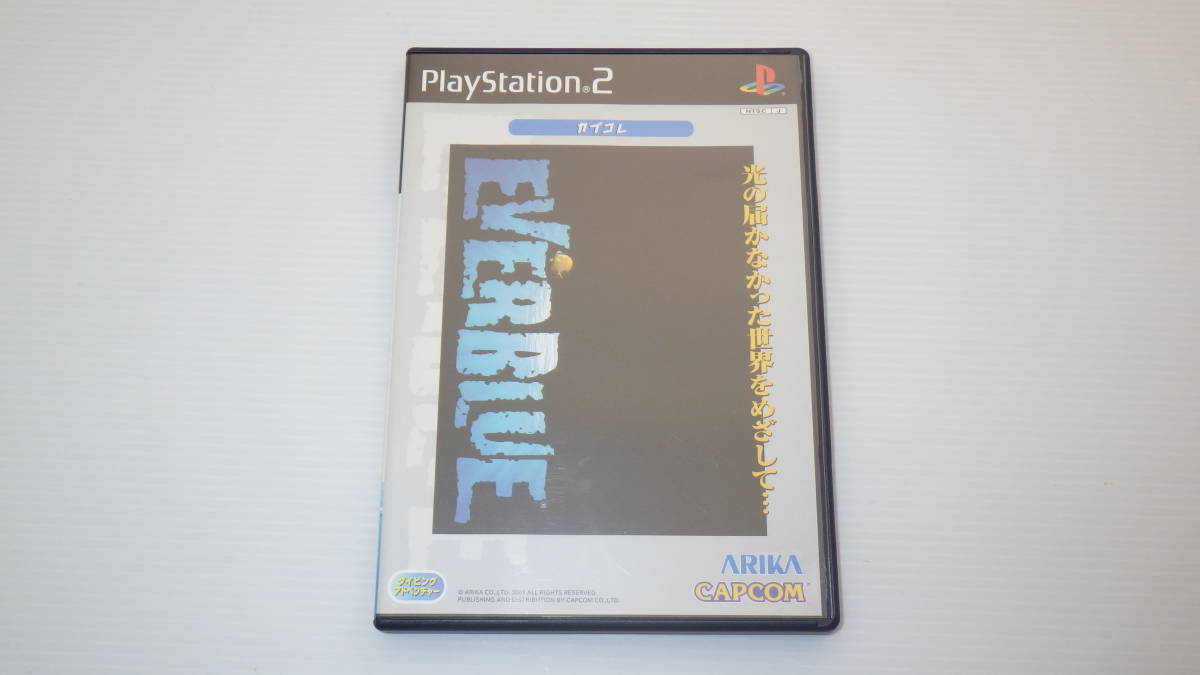 PlayStation®2
NTSC J
カイコレ
EVERBLUE
光の届かなかった世界をめざして…
ARIKA
CAPCOM®
ダイビング
アドベンチャー
© ARIKA CO., LTD. 2001 ALL RIGHTS RESERVED.
PUBLISHING AND DISTRIBUTION BY CAPCOM CO., LTD.